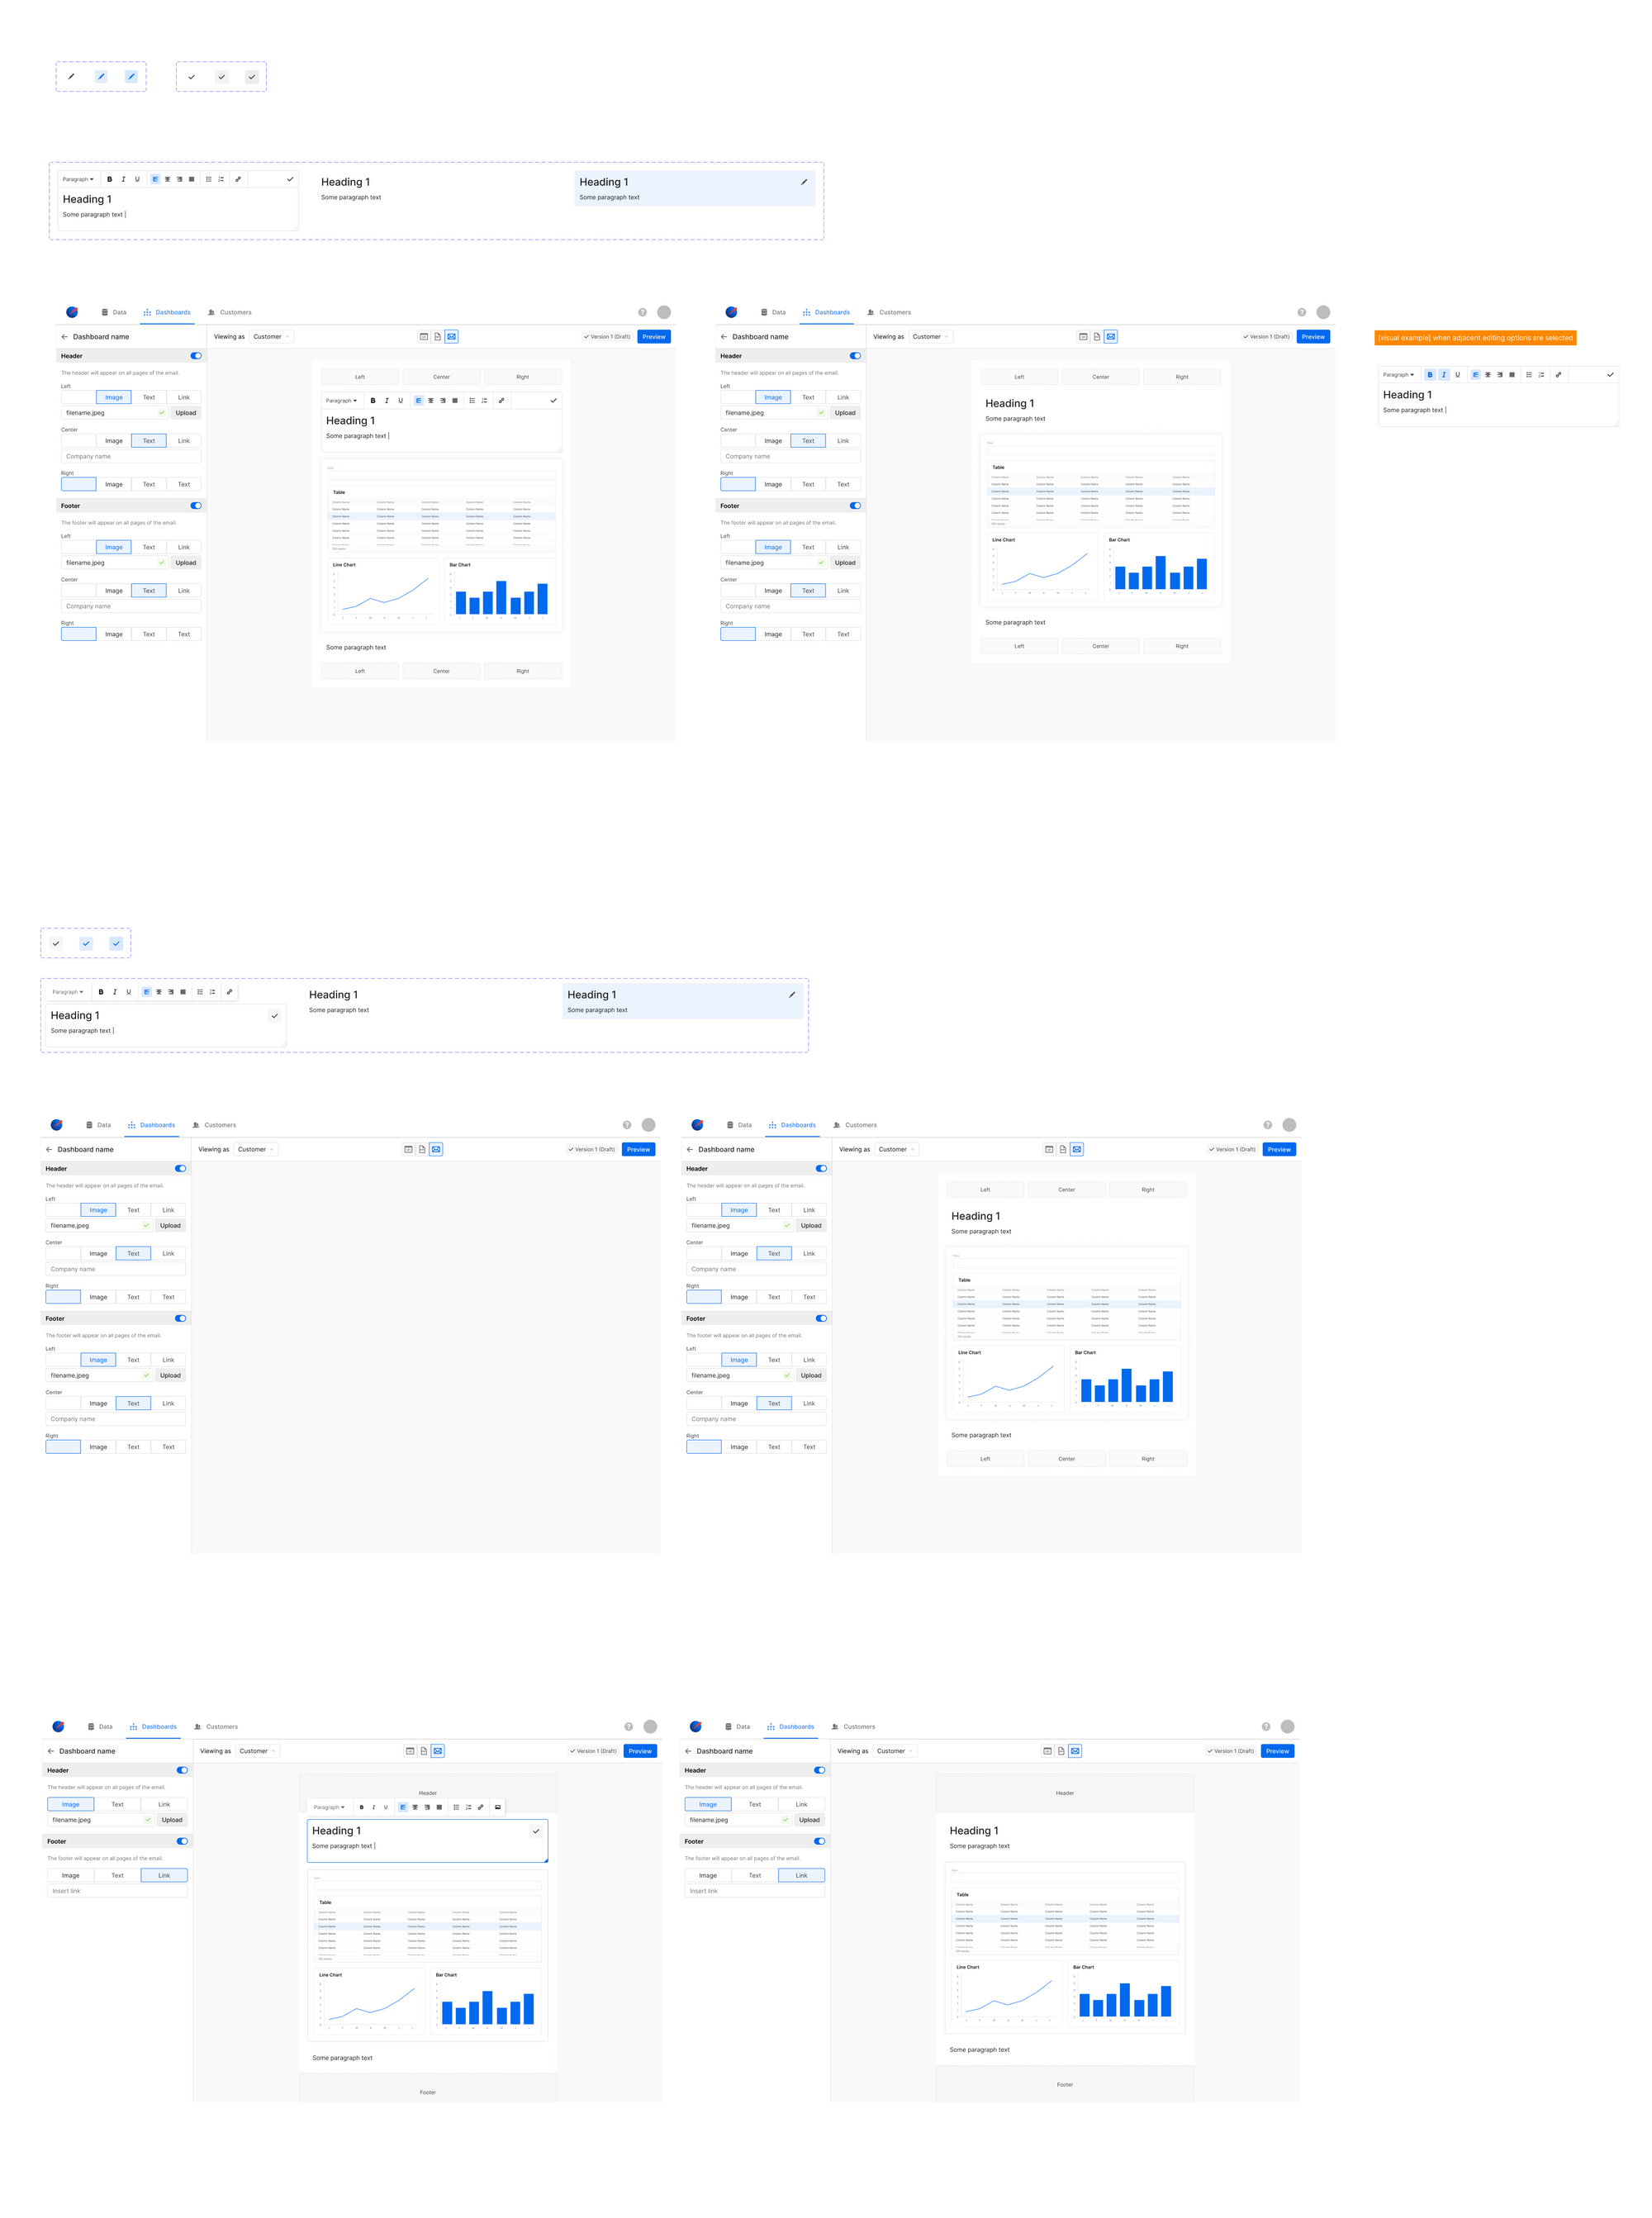 Paragraph
Heading 1
Some paragraph text
Heading 1
Some paragraph text
Heading 1
Some paragraph text
Data Dashboards Customers
Dashboard name Viewing as Customer Version 1 (Draft) Preview
Header
The header will appear on all pages of the email.
Left
Image Text Link
filename.jpeg Upload
Center
Image Text Link
Company name
Right
Image Text Text
Footer
The footer will appear on all pages of the email.
Left
Image Text Link
filename.jpeg Upload
Center
Image Text Link
Company name
Right
Image Text Text
Left Center Right
Paragraph B I U
Heading 1
Some paragraph text
Table
Line Chart Bar Chart
Some paragraph text
Left Center Right
Data Dashboards Customers
Dashboard name Viewing as Customer Version 1 (Draft) Preview
Header
The header will appear on all pages of the email.
Left
Image Text Link
filename.jpeg Upload
Center
Image Text Link
Company name
Right
Image Text Text
Footer
The footer will appear on all pages of the email.
Left
Image Text Link
filename.jpeg Upload
Center
Image Text Link
Company name
Right
Image Text Text
Left Center Right
Heading 1
Some paragraph text
Table
Line Chart Bar Chart
Some paragraph text
Left Center Right
[visual example] when adjacent editing options are selected
Paragraph B I U
Heading 1
Some paragraph text
Paragraph B I U
Heading 1
Some paragraph text
Heading 1
Some paragraph text
Heading 1
Some paragraph text
Data Dashboards Customers
Dashboard name Viewing as Customer Version 1 (Draft) Preview
Header
The header will appear on all pages of the email.
Left
Image Text Link
filename.jpeg Upload
Center
Image Text Link
Company name
Right
Image Text Text
Footer
The footer will appear on all pages of the email.
Left
Image Text Link
filename.jpeg Upload
Center
Image Text Link
Company name
Right
Image Text Text
Data Dashboards Customers
Dashboard name Viewing as Customer Version 1 (Draft) Preview
Header
The header will appear on all pages of the email.
Left
Image Text Link
filename.jpeg Upload
Center
Image Text Link
Company name
Right
Image Text Text
Footer
The footer will appear on all pages of the email.
Left
Image Text Link
filename.jpeg Upload
Center
Image Text Link
Company name
Right
Image Text Text
Left Center Right
Heading 1
Some paragraph text
Table
Line Chart Bar Chart
Some paragraph text
Left Center Right
Data Dashboards Customers
Dashboard name Viewing as Customer Version 1 (Draft) Preview
Header
The header will appear on all pages of the email.
Image Text Link
filename.jpeg Upload
Footer
The footer will appear on all pages of the email.
Image Text Link
Insert link
Header
Paragraph B I U
Heading 1
Some paragraph text
Table
Line Chart Bar Chart
Some paragraph text
Footer
Data Dashboards Customers
Dashboard name Viewing as Customer Version 1 (Draft) Preview
Header
The header will appear on all pages of the email.
Image Text Link
filename.jpeg Upload
Footer
The footer will appear on all pages of the email.
Image Text Link
Insert link
Header
Heading 1
Some paragraph text
Table
Line Chart Bar Chart
Some paragraph text
Footer